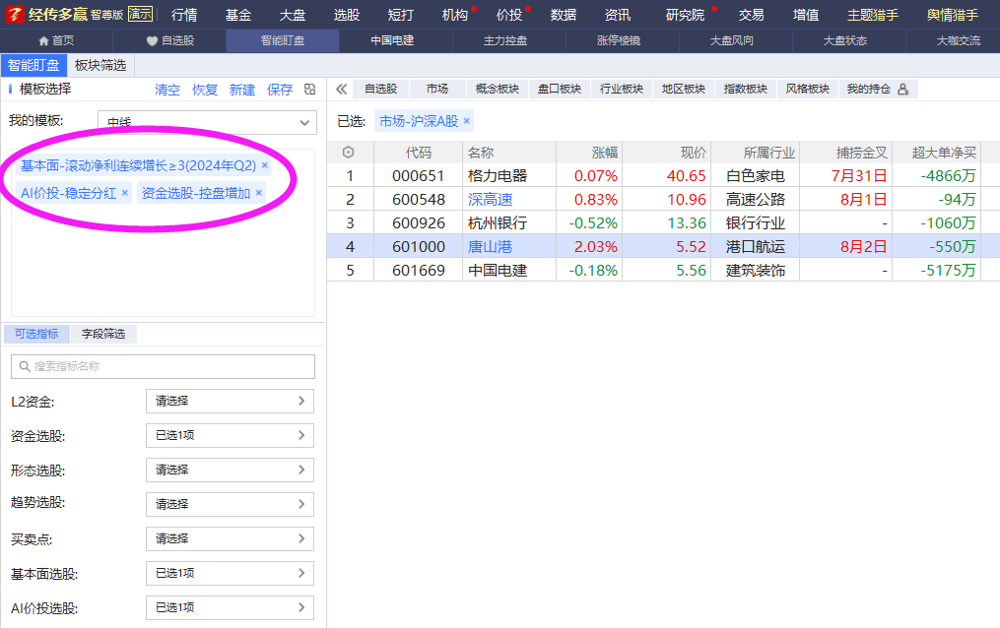 经传多赢 智尊版 演示 行情 基金 大盘 选股 短打 机构 价投 数据 资讯 研究院 交易 增值 主题猎手 舆情猎手
首页 自选股 智能盯盘 中国电建 主力控盘 涨停棱镜 大盘风向 大盘状态 大咖交流
智能盯盘 板块筛选
模板选择 清空 恢复 新建 保存
我的模板: 中线
基本面-滚动净利连续增长≥3(2024年Q2) ×
AI价投-稳定分红 × 资金选股-控盘增加 ×
可选指标 字段筛选
搜索指标名称
L2资金: 请选择
资金选股: 已选1项
形态选股: 请选择
趋势选股: 请选择
买卖点: 请选择
基本面选股: 已选1项
AI价投选股: 已选1项
自选股 市场 概念板块 盘口板块 行业板块 地区板块 指数板块 风格板块 我的持仓
已选: 市场-沪深A股 ×
代码 名称 涨幅 现价 所属行业 捕捞金叉 超大单净买
1 000651 格力电器 0.07% 40.65 白色家电 7月31日 -4866万
2 600548 深高速 0.83% 10.96 高速公路 8月1日 -94万
3 600926 杭州银行 -0.52% 13.36 银行行业 - -1060万
4 601000 唐山港 2.03% 5.52 港口航运 8月2日 -550万
5 601669 中国电建 -0.18% 5.56 建筑装饰 - -5175万